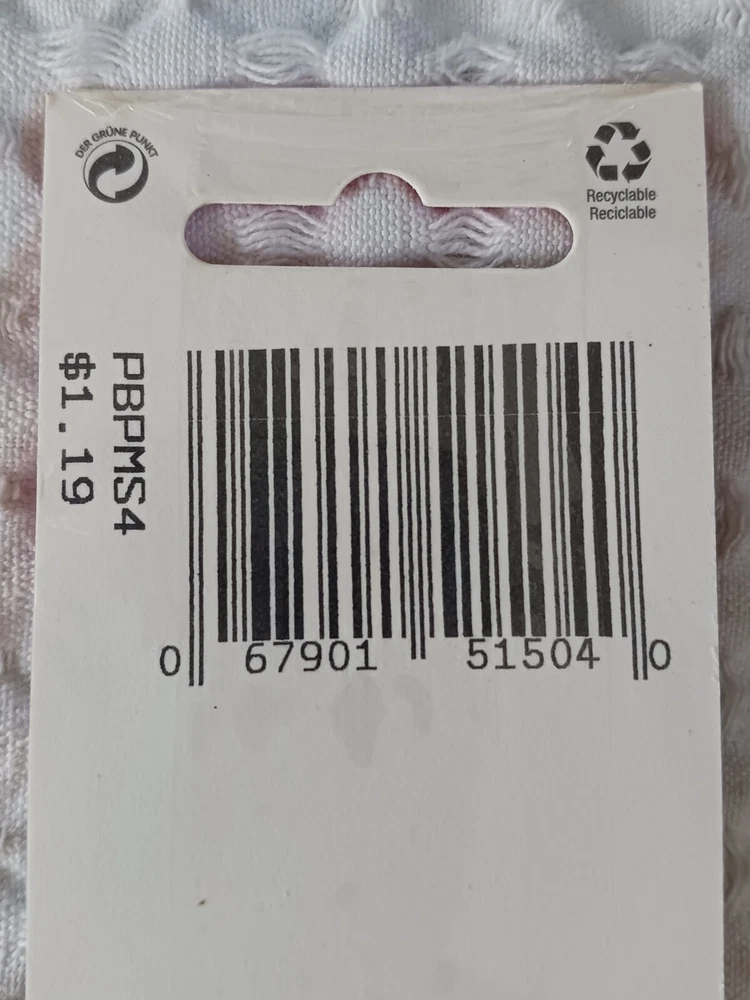 DER GRÜNE PUNKT
Recyclable
Reciclable
PBPMS4
$1.19
0 67901 51504 0